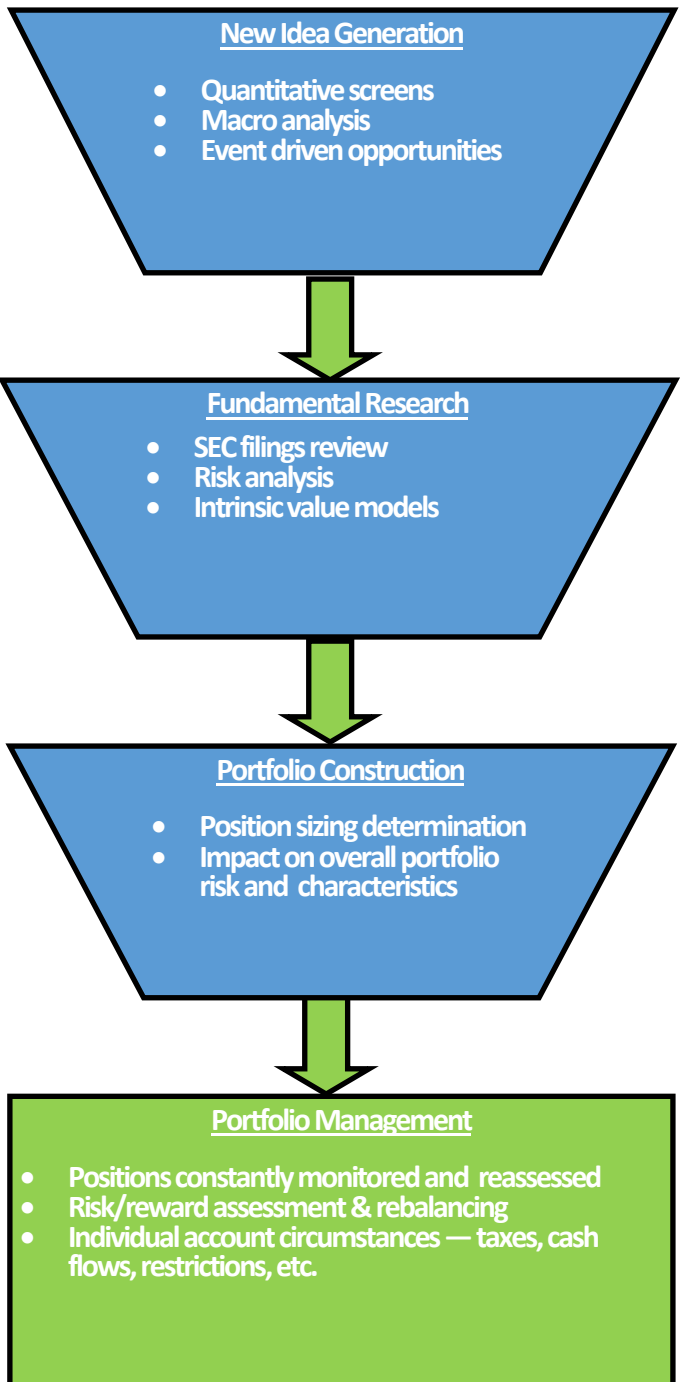 New Idea Generation
• Quantitative screens
• Macro analysis
• Event driven opportunities
Fundamental Research
• SEC filings review
• Risk analysis
• Intrinsic value models
Portfolio Construction
• Position sizing determination
• Impact on overall portfolio
risk and characteristics
Portfolio Management
• Positions constantly monitored and reassessed
• Risk/reward assessment & rebalancing
• Individual account circumstances — taxes, cash
flows, restrictions, etc.